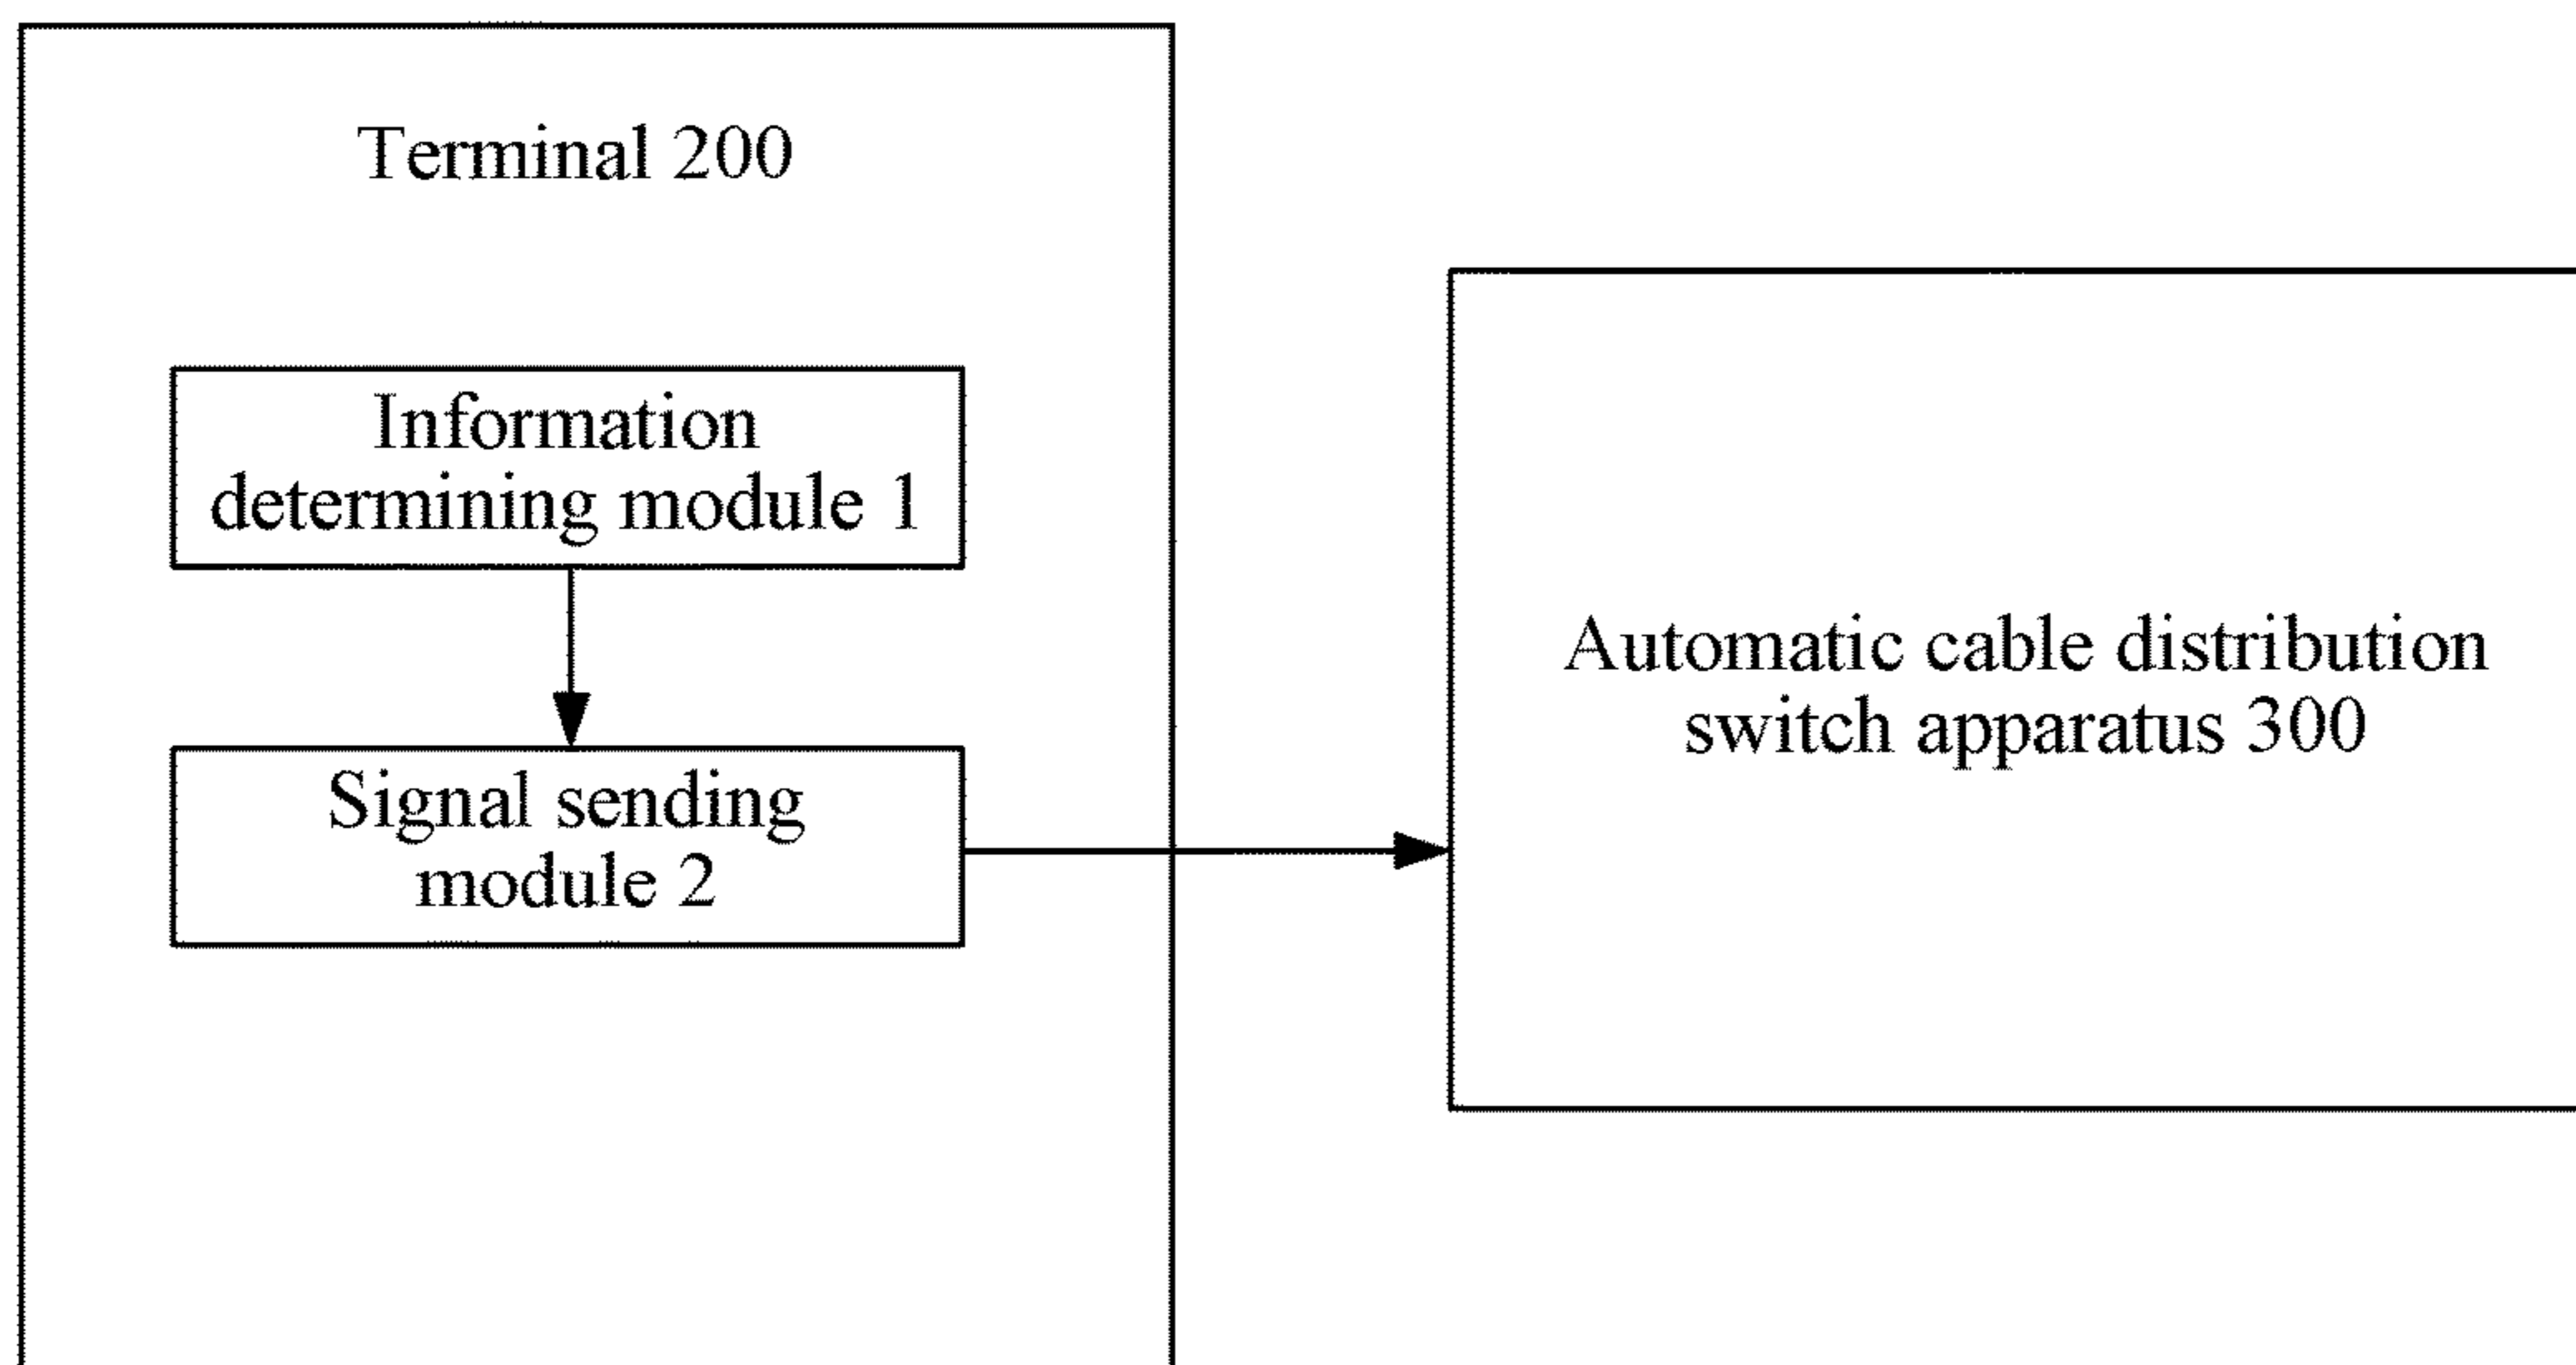 Terminal 200
Information
determining module 1
Signal sending
module 2
Automatic cable distribution
switch apparatus 300